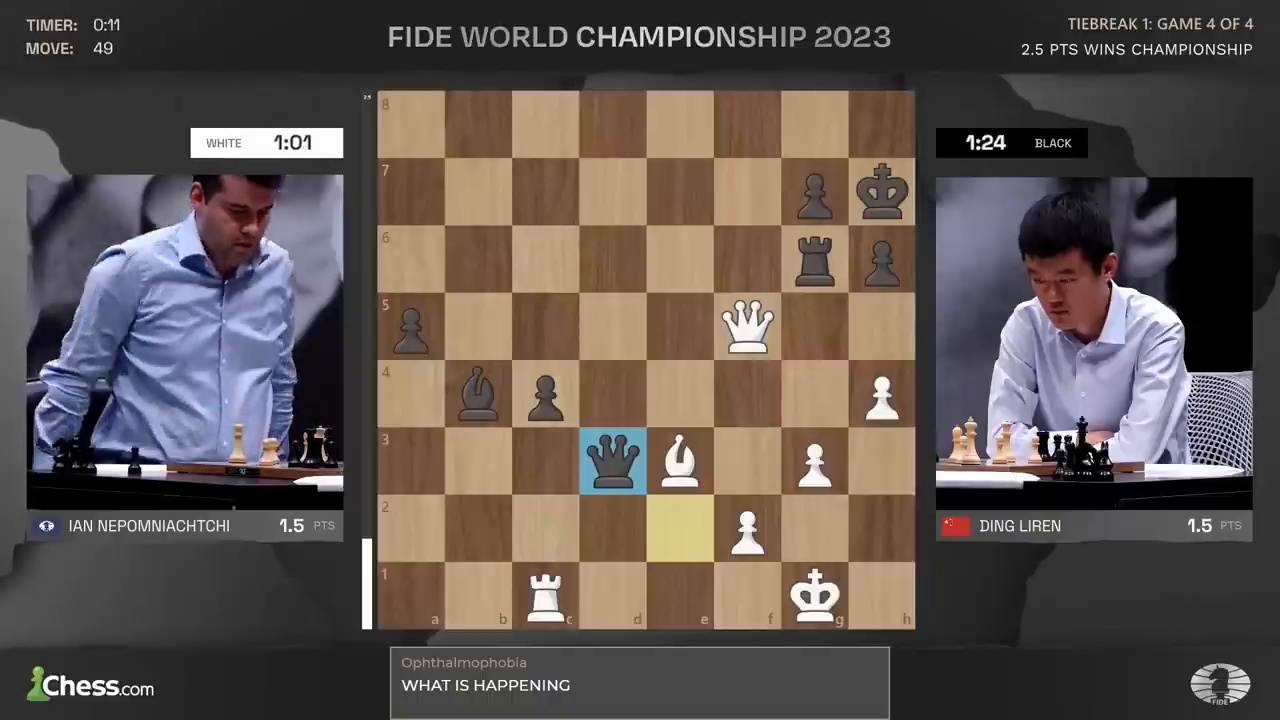 TIMER: 0:11
MOVE: 49
FIDE WORLD CHAMPIONSHIP 2023
TIEBREAK 1: GAME 4 OF 4
2.5 PTS WINS CHAMPIONSHIP
WHITE 1:01
1:24 BLACK
8
7
6
5
4
3
2
1
a b c d e f g h
IAN NEPOMNIACHTCHI 1.5 PTS
DING LIREN 1.5 PTS
Ophthalmophobia
WHAT IS HAPPENING
Chess.com
FIDE